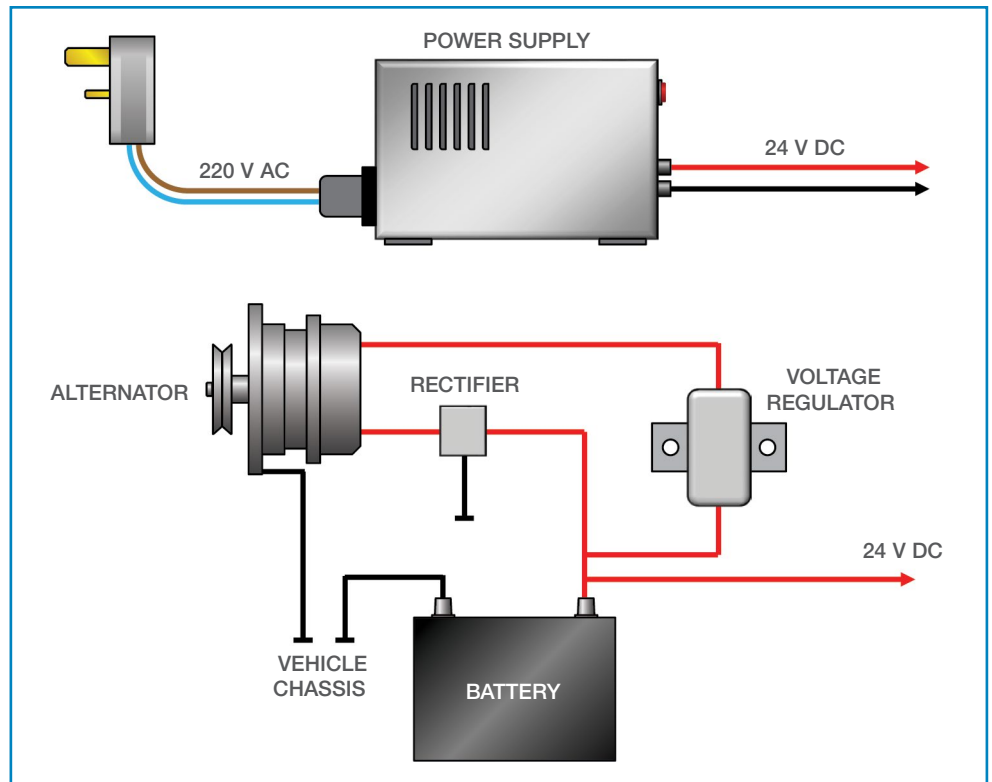 POWER SUPPLY
220 V AC
24 V DC
ALTERNATOR
RECTIFIER
VOLTAGE
REGULATOR
24 V DC
VEHICLE
CHASSIS
BATTERY